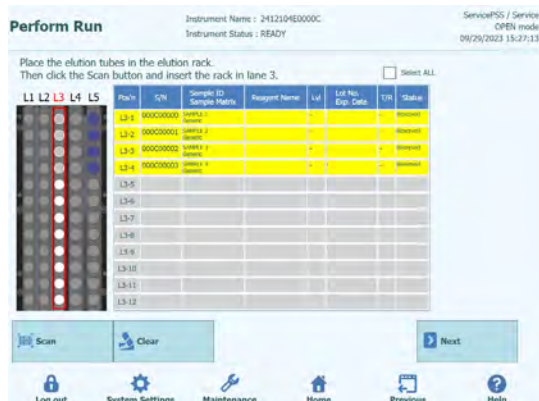 Perform Run
Instrument Name : 2412104E0000C
Instrument Status : READY
ServicePSS / Service
OPEN mode
09/29/2023 15:27:13
Place the elution tubes in the elution rack.
Then click the Scan button and insert the rack in lane 3.
Select ALL
L1 L2 L3 L4 L5
Pos'n S/N Sample ID Sample Matrix Reagent Name Lvl Lot No. Exp. Date T/R Status
L3-1 000C00000 SAMPLE 1 Generic - - Reserved
L3-2 000C00001 SAMPLE 2 Generic Reserved
L3-3 000C00002 SAMPLE 3 Generic - - Reserved
L3-4 000C00003 Generic - - Reserved
L3-5
L3-6
L3-7
L3-8
L3-9
L3-10
L3-11
L3-12
Scan
Clear
Next
Log out
System Settings
Maintenance
Home
Previous
Help